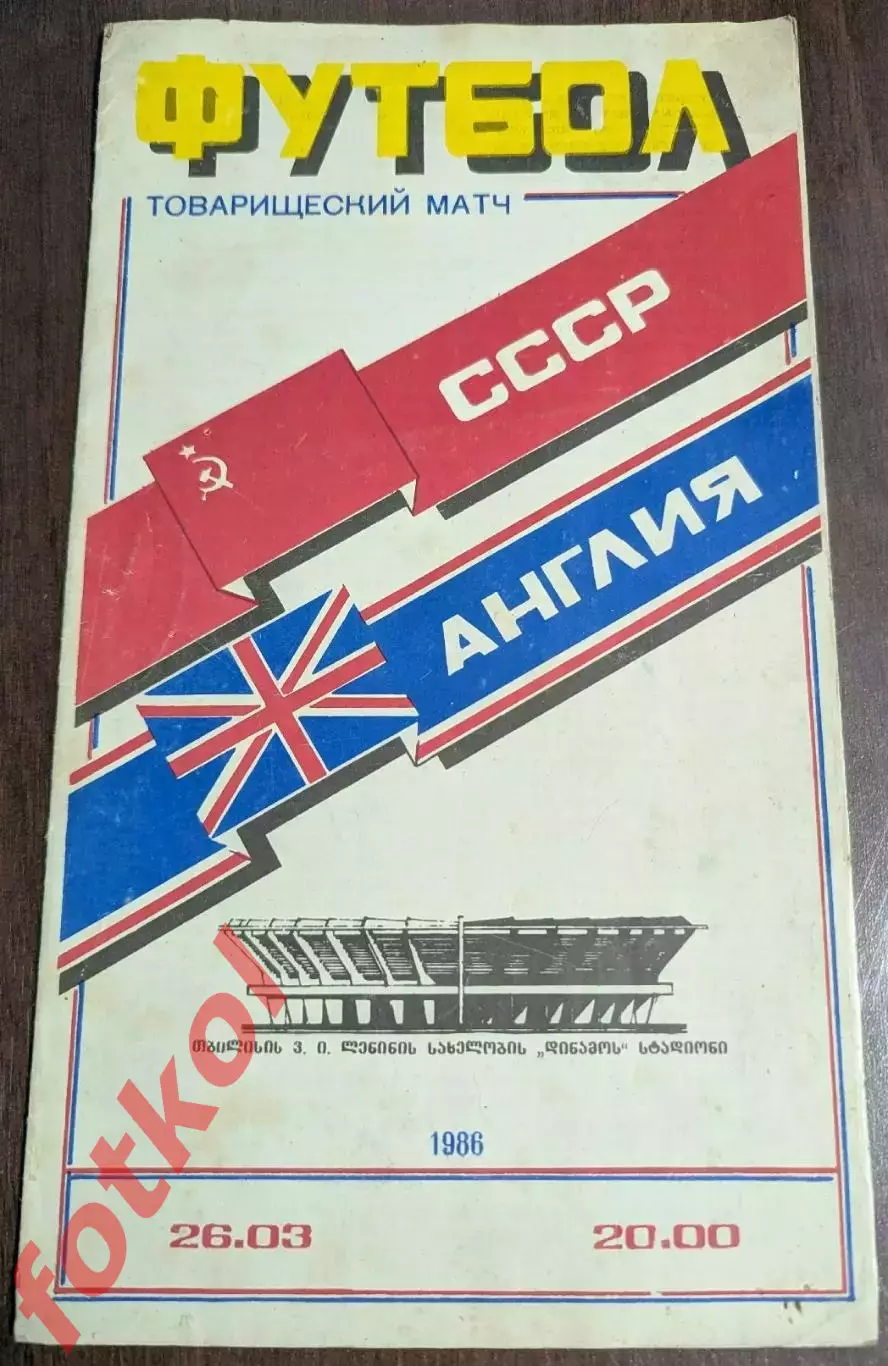 ФУТБОЛ
ТОВАРИЩЕСКИЙ МАТЧ
СССР
АНГЛИЯ
თბილისის ვ. ი. ლენინის სახელობის „დინამოს" სტადიონი
1986
26.03 20.00
fotkol